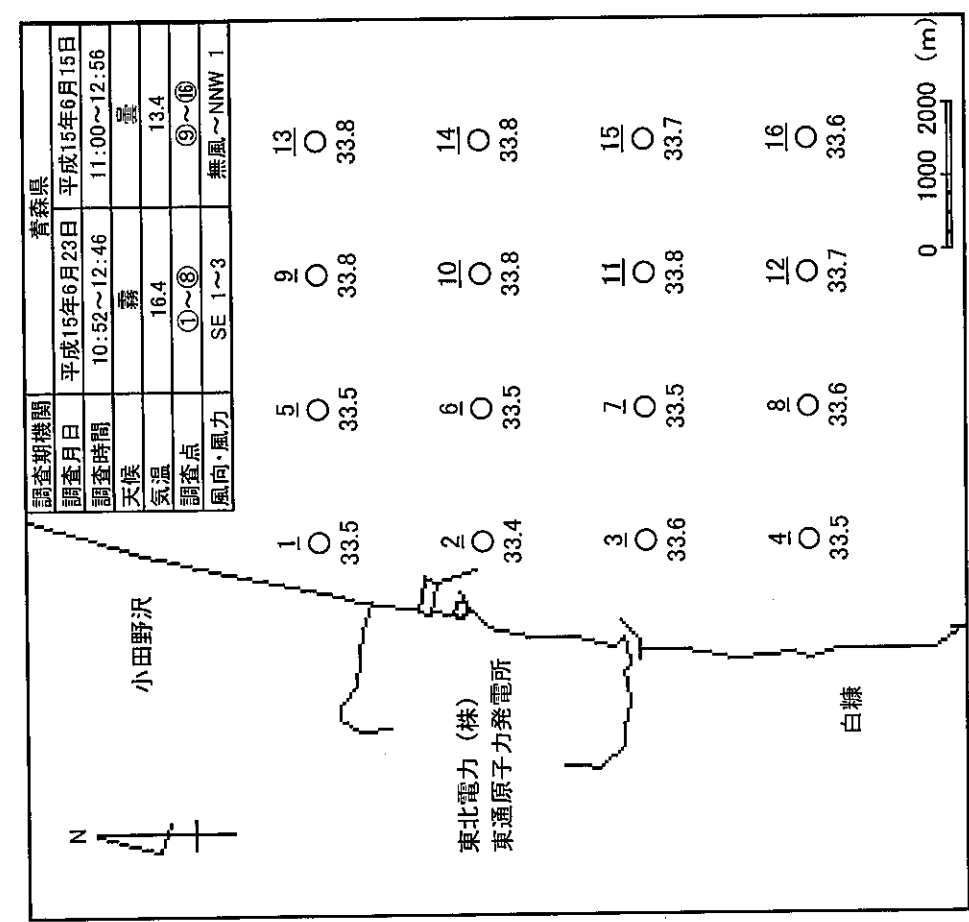 調査期機関 青森県
調査月日 平成15年6月23日 平成15年6月15日
調査時間 10:52～12:46 11:00～12:56
天候 霧 曇
気温 16.4 13.4
調査点 ①～⑧ ⑨～⑯
風向・風力 SE 1～3 無風～NNW 1
N
小田野沢
東北電力（株）
東通原子力発電所
白糠
1
33.5
5
33.5
9
33.8
13
33.8
2
33.4
6
33.5
10
33.8
14
33.8
3
33.6
7
33.5
11
33.8
15
33.7
4
33.5
8
33.6
12
33.7
16
33.6
0 1000 2000 (m)